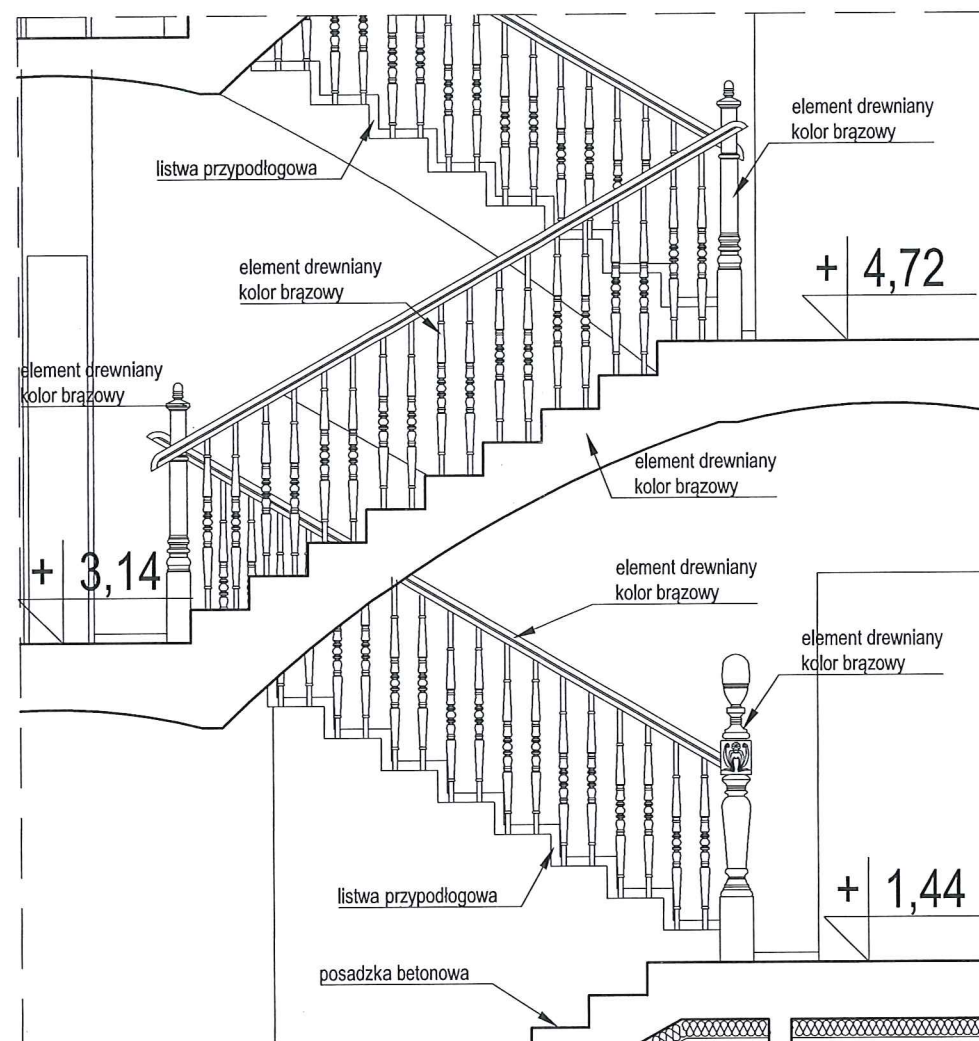 element drewniany
kolor brązowy
listwa przypodłogowa
element drewniany
kolor brązowy
+ 4,72
element drewniany
kolor brązowy
element drewniany
kolor brązowy
+ 3,14
element drewniany
kolor brązowy
element drewniany
kolor brązowy
listwa przypodłogowa
+ 1,44
posadzka betonowa